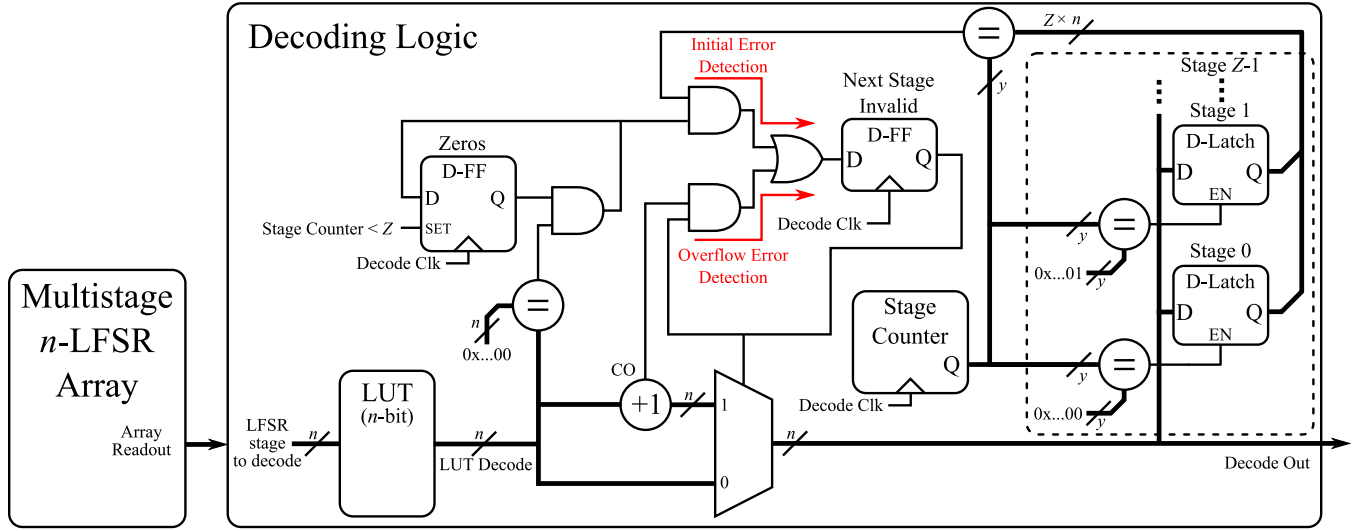 Decoding Logic
Initial Error
Detection
Z × n
=
y
Next Stage
Invalid
D-FF
D
Q
Decode Clk
Stage Z-1
Stage 1
D-Latch
D
Q
EN
Zeros
D-FF
D
Q
SET
Stage Counter < Z
Decode Clk
Overflow Error
Detection
y
=
0x...01
y
Stage 0
D-Latch
D
Q
EN
Multistage
n-LFSR
Array
Array
Readout
n
=
0x...00
Stage
Counter
Q
Decode Clk
y
=
0x...00
y
CO
+1
n
1
0
LFSR
stage
to decode
n
LUT
(n-bit)
n
LUT Decode
n
Decode Out